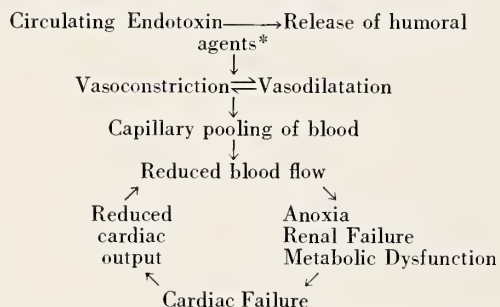 Circulating Endotoxin⟶Release of humoral
agents*
↓
Vasoconstriction⇌Vasodilatation
↓
Capillary pooling of blood
↓
Reduced blood flow
↗ ↘
Reduced
cardiac
output
Anoxia
Renal Failure
Metabolic Dysfunction
↖ ↙
Cardiac Failure